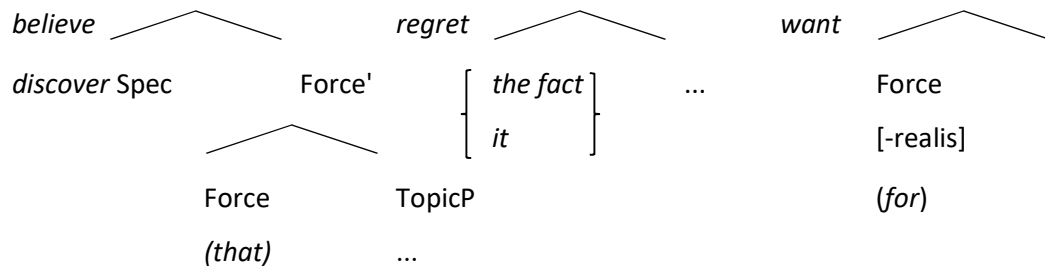 believe regret want
discover Spec Force' the fact ... Force
it [-realis]
Force TopicP (for)
(that) ...